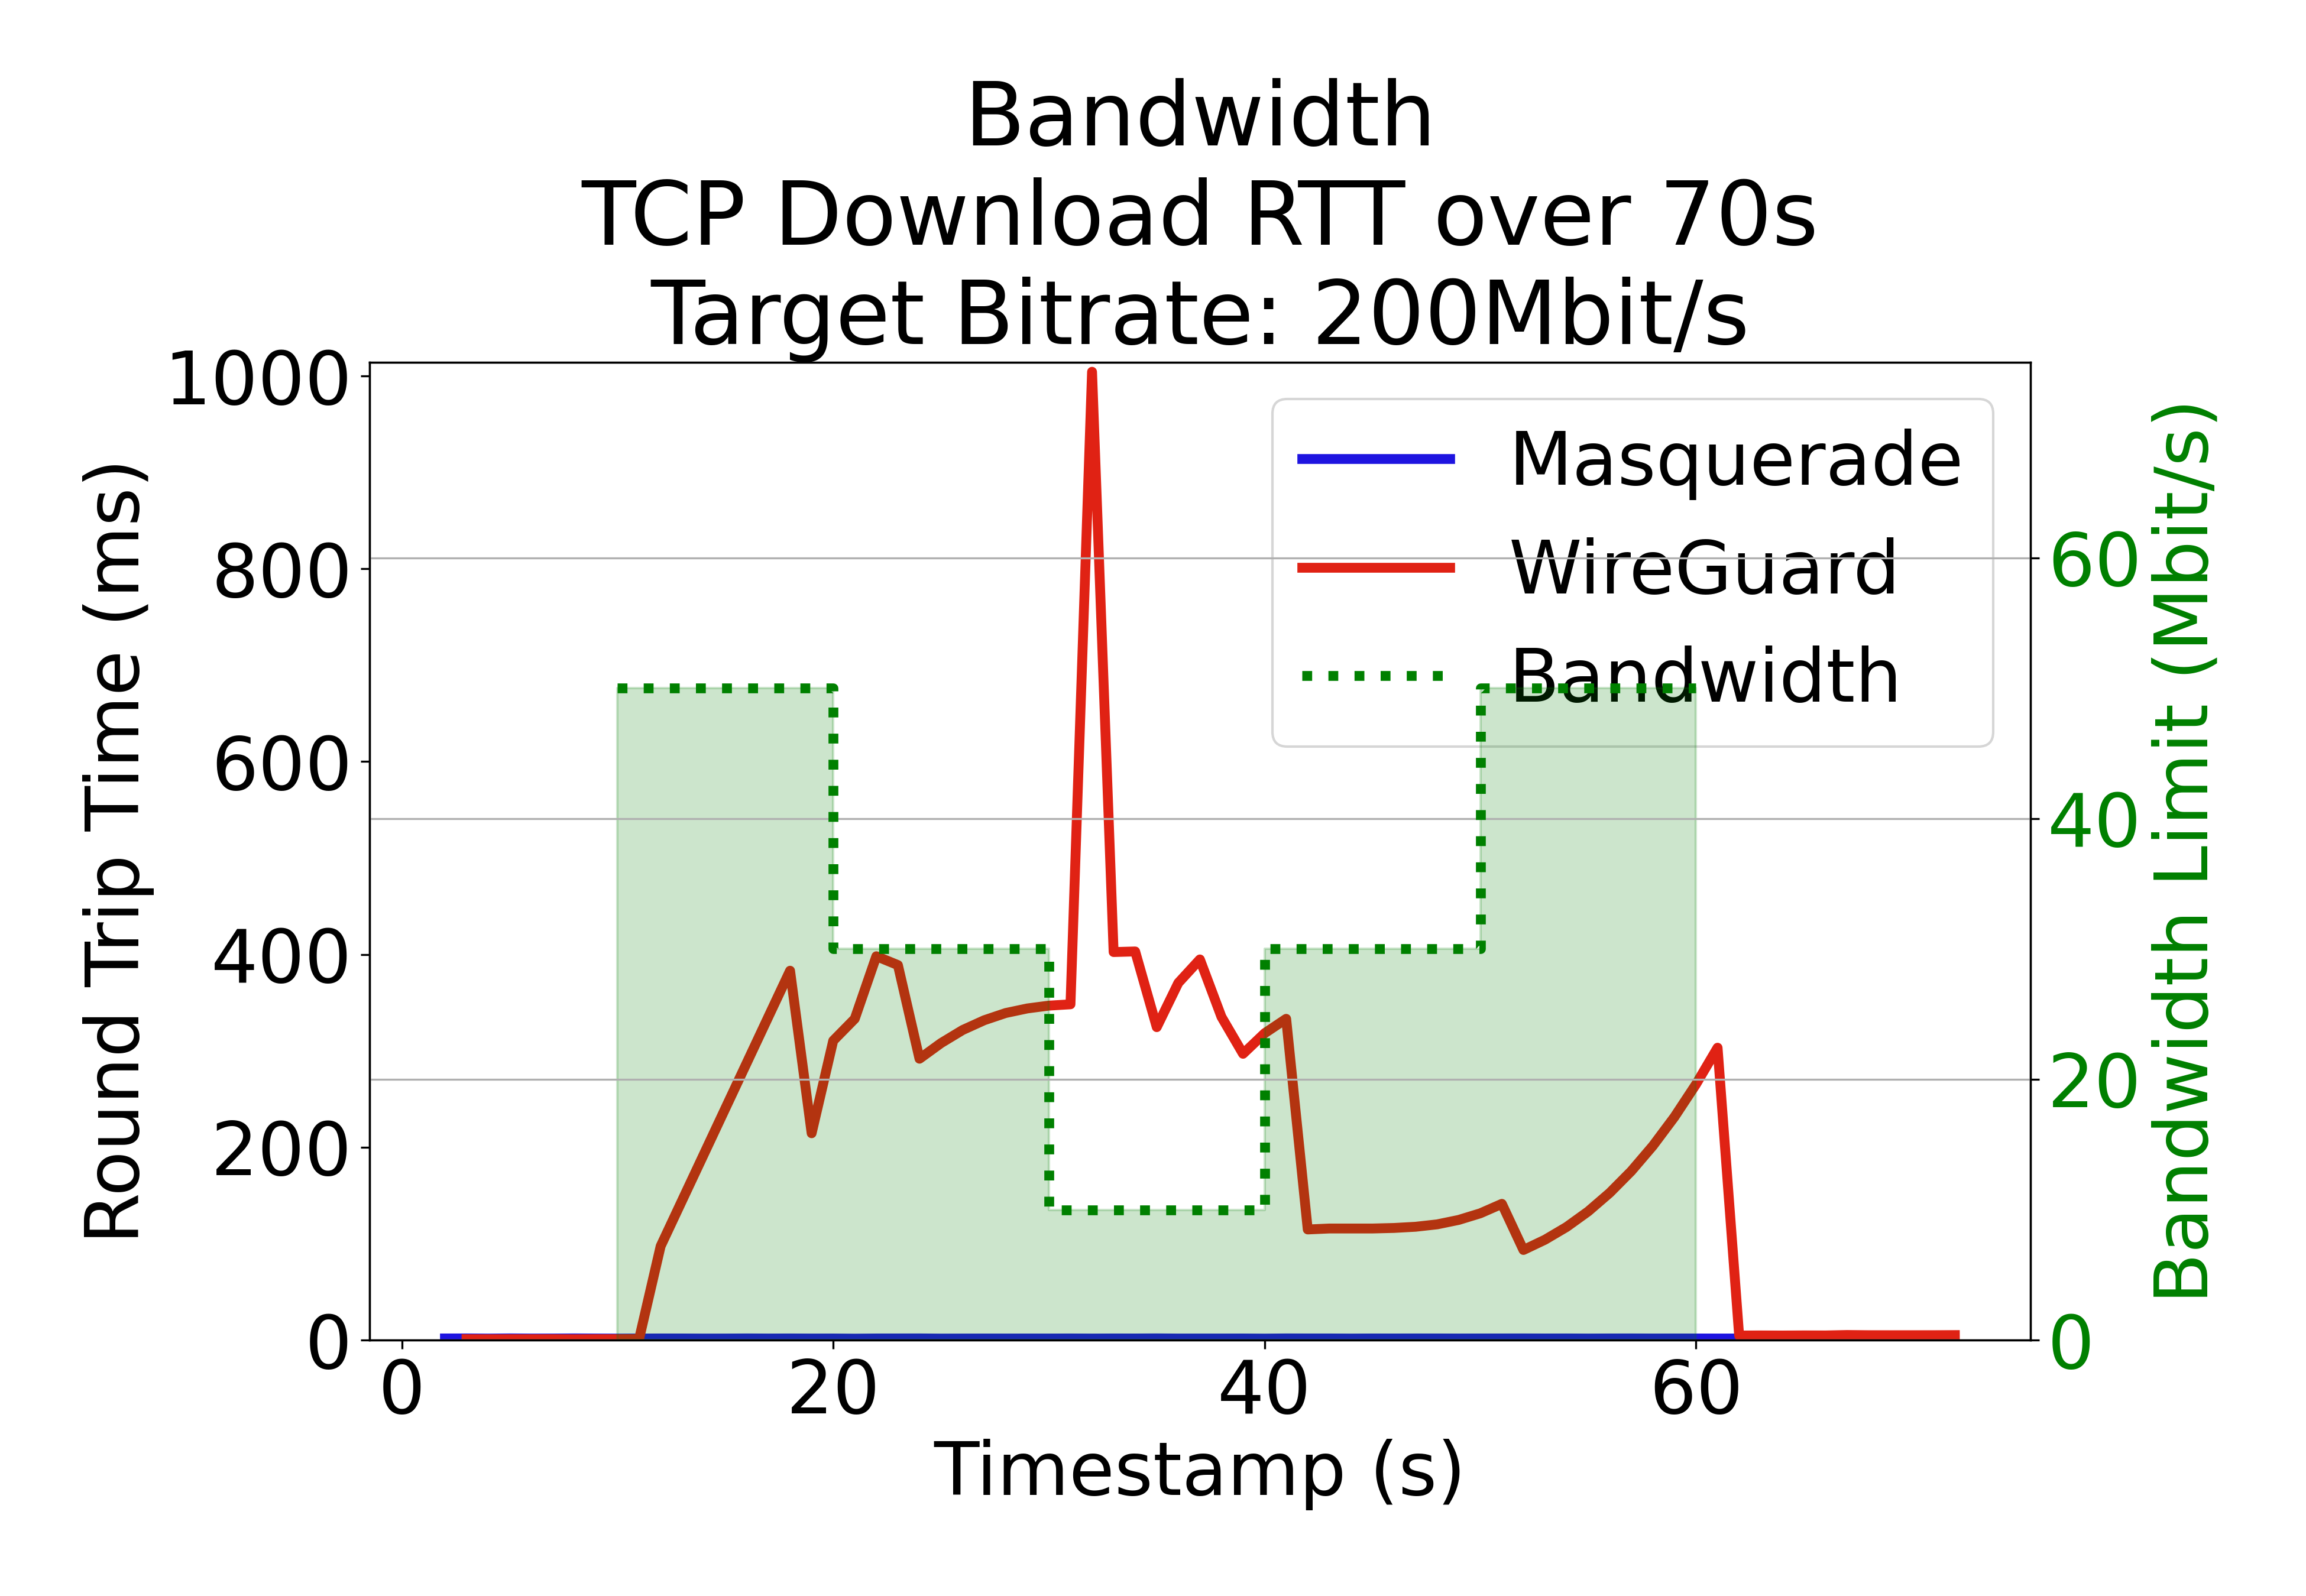 Bandwidth
TCP Download RTT over 70s
Target Bitrate: 200Mbit/s
Round Trip Time (ms)
1000
800
600
400
200
0
Masquerade
WireGuard
Bandwidth
60
40
20
0
Bandwidth Limit (Mbit/s)
0
20
40
60
Timestamp (s)